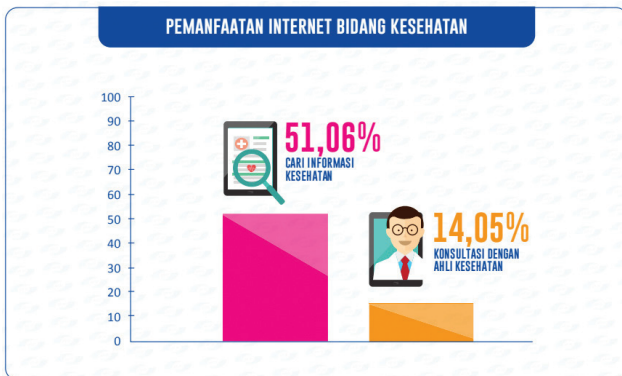 PEMANFAATAN INTERNET BIDANG KESEHATAN
100
90
80
70
60
50
40
30
20
10
0
51,06%
CARI INFORMASI
KESEHATAN
14,05%
KONSULTASI DENGAN
AHLI KESEHATAN